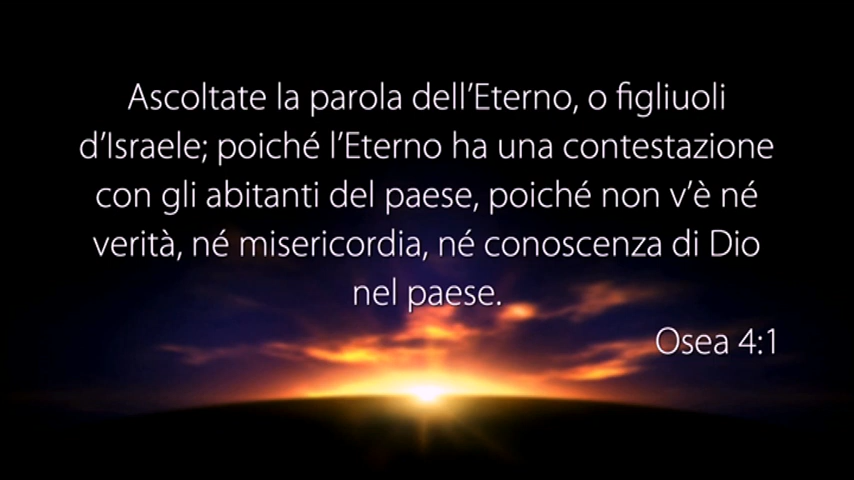 Ascoltate la parola dell’Eterno, o figliuoli
d’Israele; poiché l’Eterno ha una contestazione
con gli abitanti del paese, poiché non v’è né
verità, né misericordia, né conoscenza di Dio
nel paese.
Osea 4:1